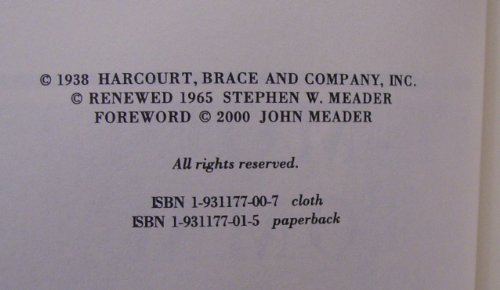 © 1938 HARCOURT, BRACE AND COMPANY, INC.
© RENEWED 1965 STEPHEN W. MEADER
FOREWORD © 2000 JOHN MEADER
All rights reserved.
ISBN 1-931177-00-7 cloth
ISBN 1-931177-01-5 paperback